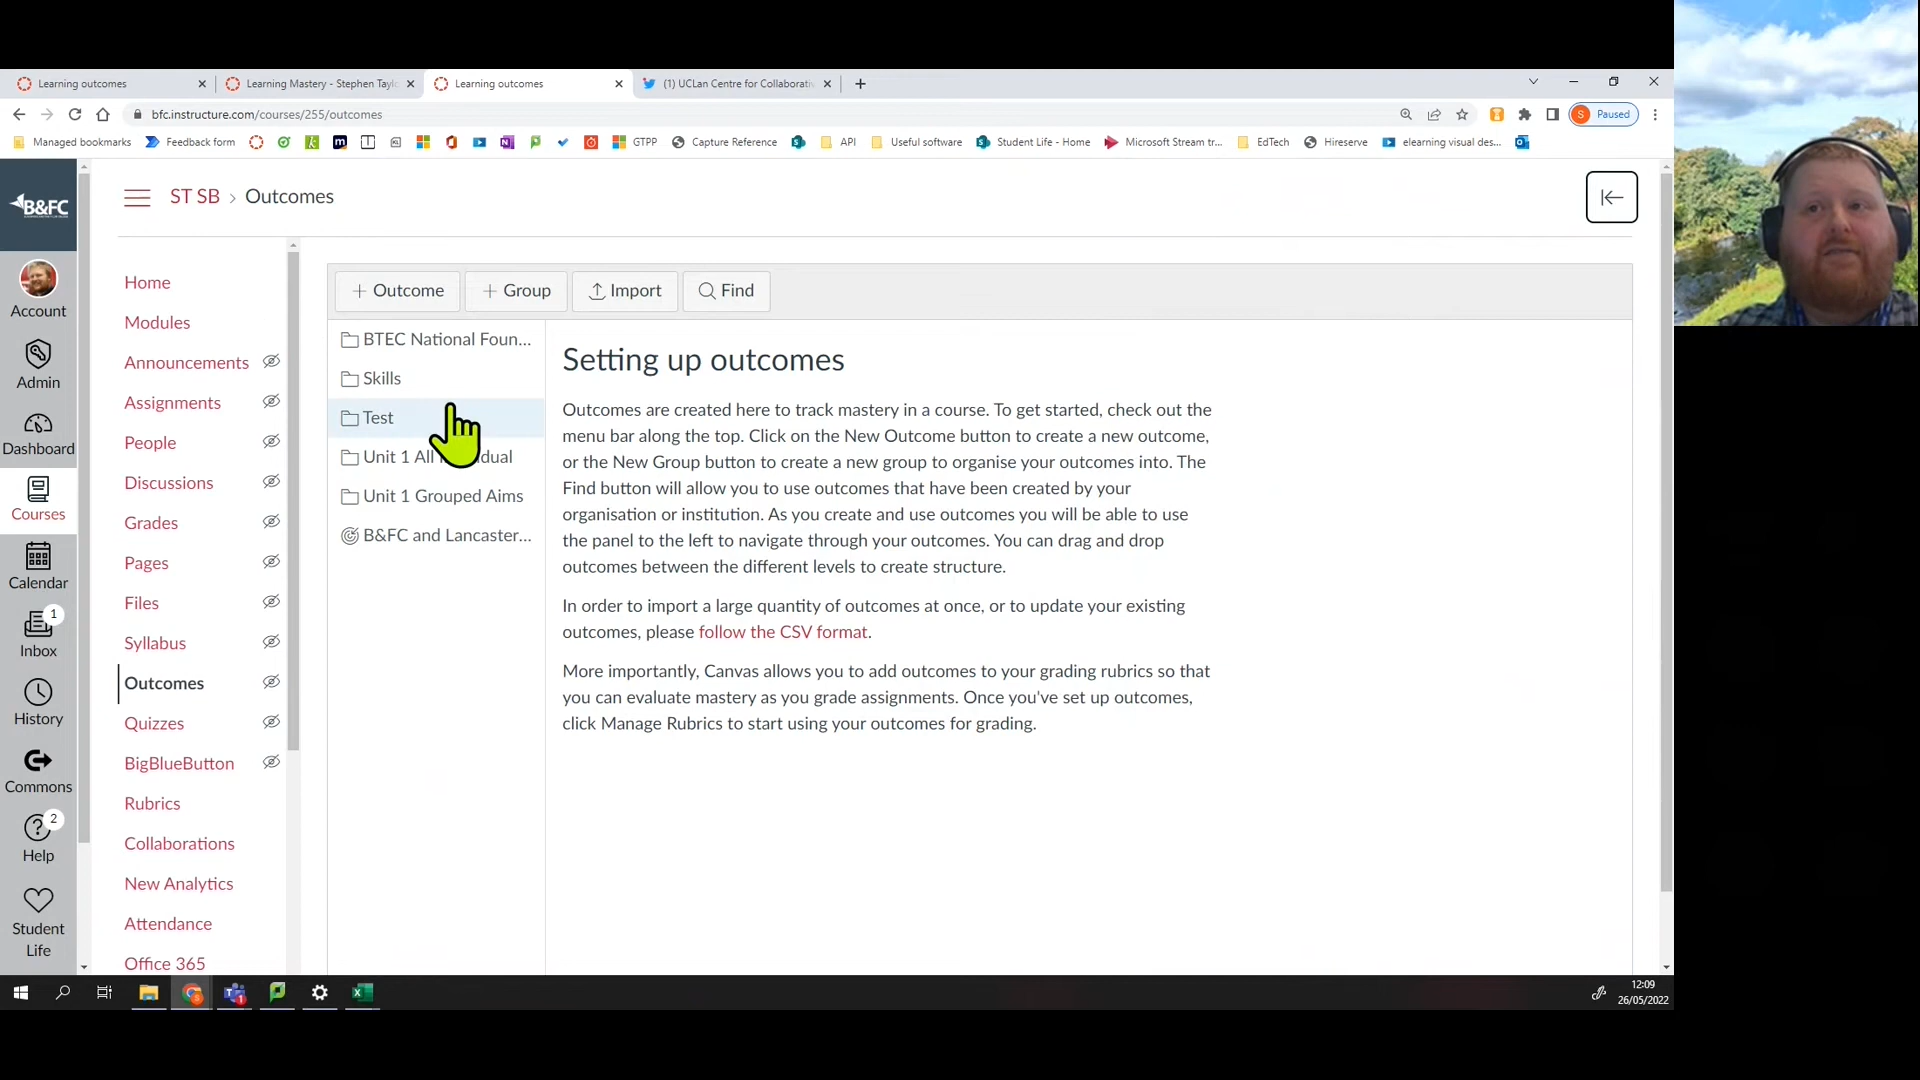 Learning outcomes
Learning Mastery - Stephen Taylo
Learning outcomes
(1) UCLan Centre for Collaborativ
bfc.instructure.com/courses/255/outcomes
S Paused
Managed bookmarks
Feedback form
GTPP
Capture Reference
API
Useful software
Student Life - Home
Microsoft Stream tr...
EdTech
Hireserve
elearning visual des...
B&FC
ST SB > Outcomes
Account
Admin
Dashboard
Courses
Calendar
1
Inbox
History
Commons
2
Help
Student
Life
Home
Modules
Announcements
Assignments
People
Discussions
Grades
Pages
Files
Syllabus
Outcomes
Quizzes
BigBlueButton
Rubrics
Collaborations
New Analytics
Attendance
Office 365
+ Outcome
+ Group
Import
Find
BTEC National Foun...
Skills
Test
Unit 1 All dual
Unit 1 Grouped Aims
B&FC and Lancaster...
Setting up outcomes
Outcomes are created here to track mastery in a course. To get started, check out the
menu bar along the top. Click on the New Outcome button to create a new outcome,
or the New Group button to create a new group to organise your outcomes into. The
Find button will allow you to use outcomes that have been created by your
organisation or institution. As you create and use outcomes you will be able to use
the panel to the left to navigate through your outcomes. You can drag and drop
outcomes between the different levels to create structure.
In order to import a large quantity of outcomes at once, or to update your existing
outcomes, please follow the CSV format.
More importantly, Canvas allows you to add outcomes to your grading rubrics so that
you can evaluate mastery as you grade assignments. Once you've set up outcomes,
click Manage Rubrics to start using your outcomes for grading.
12:09
26/05/2022